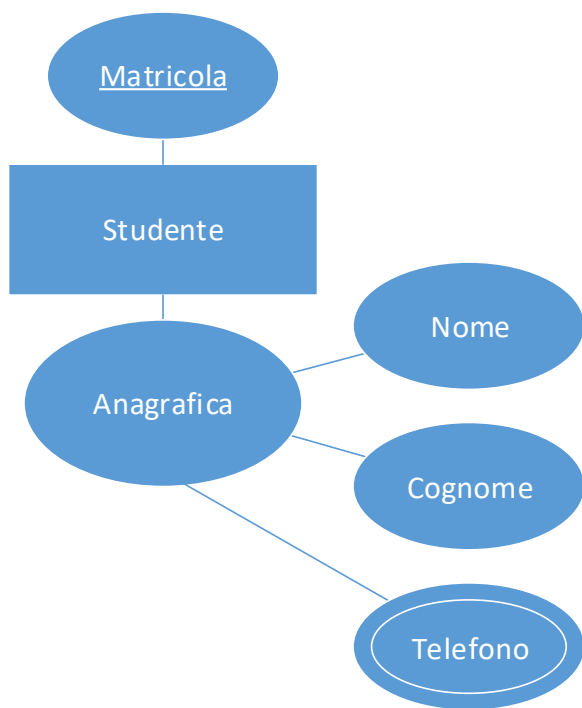 Matricola
Studente
Anagrafica
Nome
Cognome
Telefono